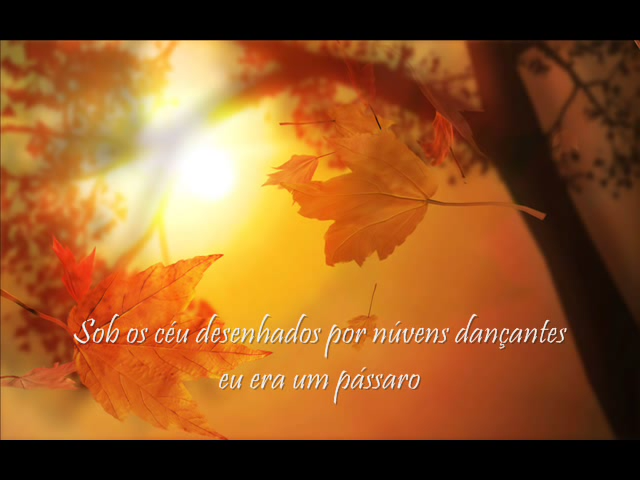 Sob os céu desenhados por núvens dançantes
eu era um pássaro